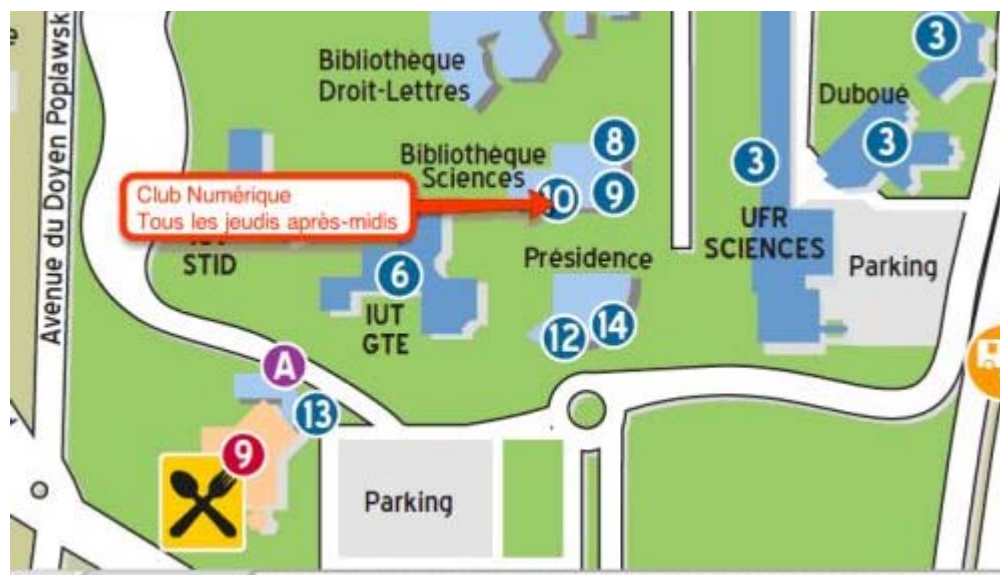 Avenue du Doyen Poplawsk
Bibliothèque
Droit-Lettres
3
Duboué
3
8
Bibliothèque
Sciences
3
10
9
Club Numérique
Tous les jeudis après-midis
STID
UFR
SCIENCES
Présidence
Parking
6
IUT
GTE
12
14
A
13
9
Parking